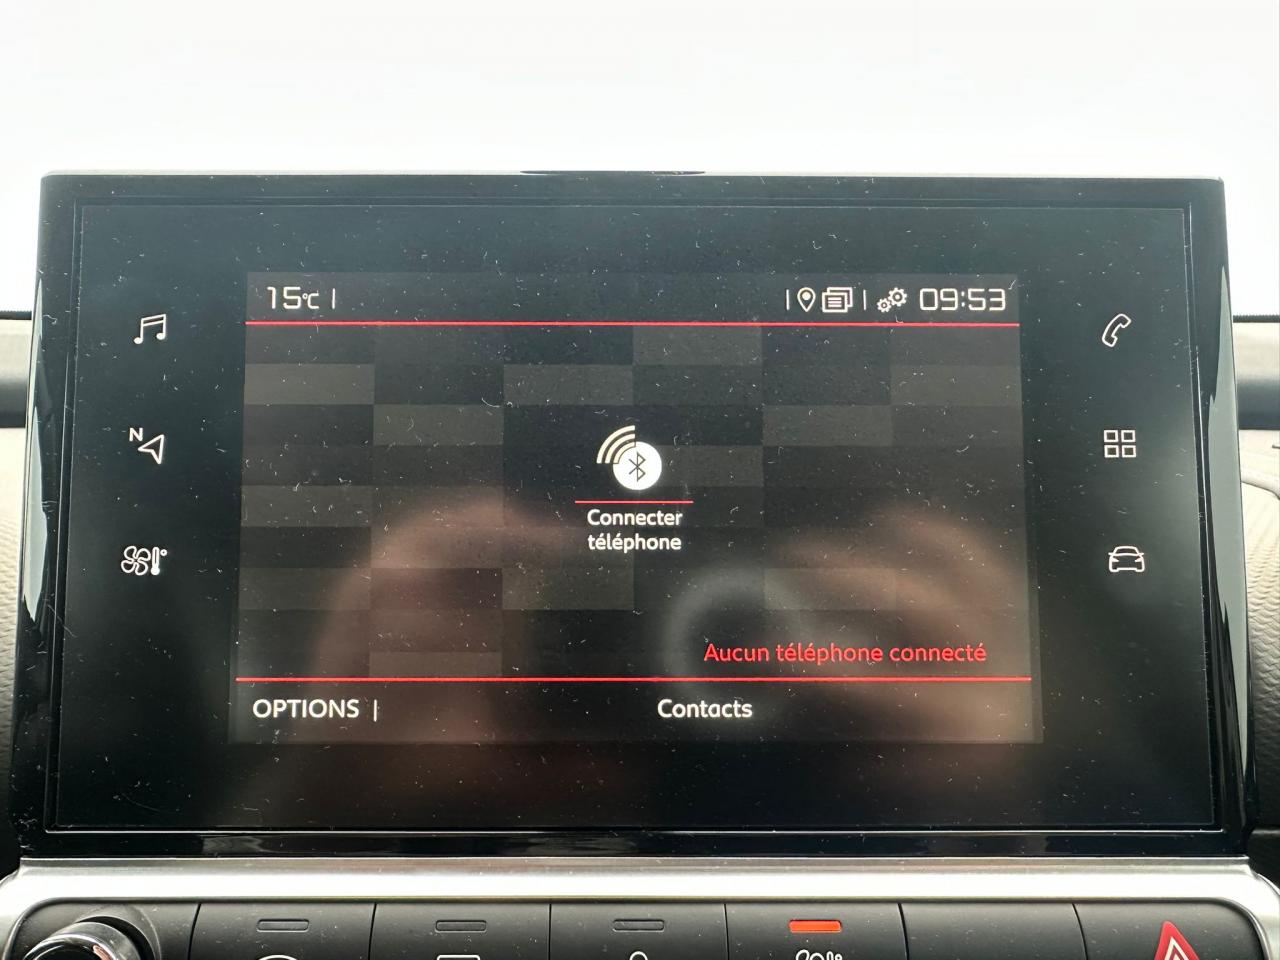 15°C |
09:53
N
Connecter
téléphone
Aucun téléphone connecté
OPTIONS |
Contacts